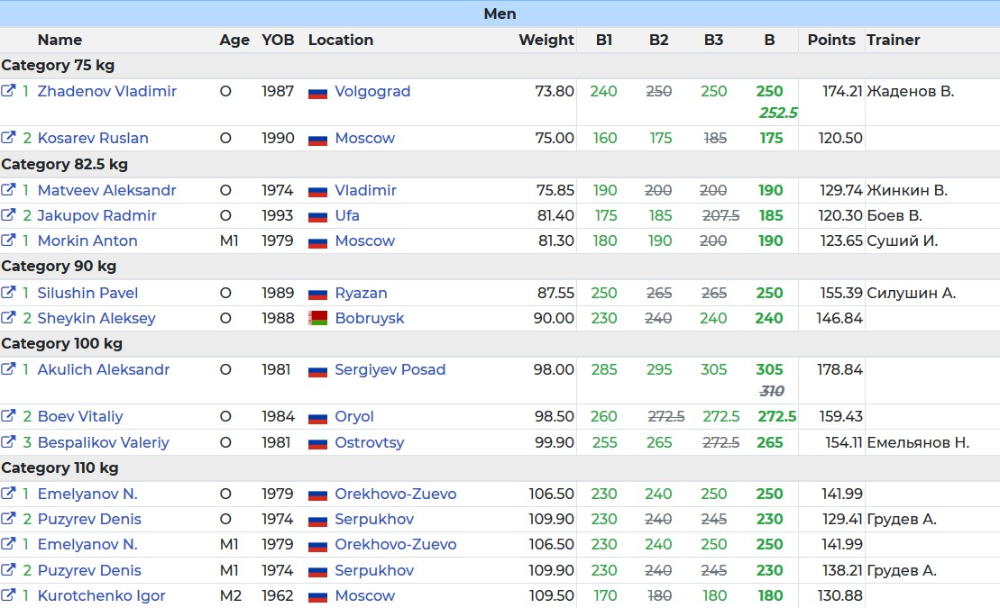 Men
Name Age YOB Location Weight B1 B2 B3 B Points Trainer
Category 75 kg
1 Zhadenov Vladimir O 1987 Volgograd 73.80 240 250 250 250 174.21 Жаденов В.
252.5
2 Kosarev Ruslan O 1990 Moscow 75.00 160 175 185 175 120.50
Category 82.5 kg
1 Matveev Aleksandr O 1974 Vladimir 75.85 190 200 200 190 129.74 Жинкин В.
2 Jakupov Radmir O 1993 Ufa 81.40 175 185 207.5 185 120.30 Боев В.
1 Morkin Anton M1 1979 Moscow 81.30 180 190 200 190 123.65 Суший И.
Category 90 kg
1 Silushin Pavel O 1989 Ryazan 87.55 250 265 265 250 155.39 Силушин А.
2 Sheykin Aleksey O 1988 Bobruysk 90.00 230 240 240 240 146.84
Category 100 kg
1 Akulich Aleksandr O 1981 Sergiyev Posad 98.00 285 295 305 305 178.84
310
2 Boev Vitaliy O 1984 Oryol 98.50 260 272.5 272.5 272.5 159.43
3 Bespalikov Valeriy O 1981 Ostrovtsy 99.90 255 265 272.5 265 154.11 Емельянов Н.
Category 110 kg
1 Emelyanov N. O 1979 Orekhovo-Zuevo 106.50 230 240 250 250 141.99
2 Puzyrev Denis O 1974 Serpukhov 109.90 230 240 245 230 129.41 Грудев А.
1 Emelyanov N. M1 1979 Orekhovo-Zuevo 106.50 230 240 250 250 141.99
2 Puzyrev Denis M1 1974 Serpukhov 109.90 230 240 245 230 138.21 Грудев А.
1 Kurotchenko Igor M2 1962 Moscow 109.50 170 180 180 180 130.88